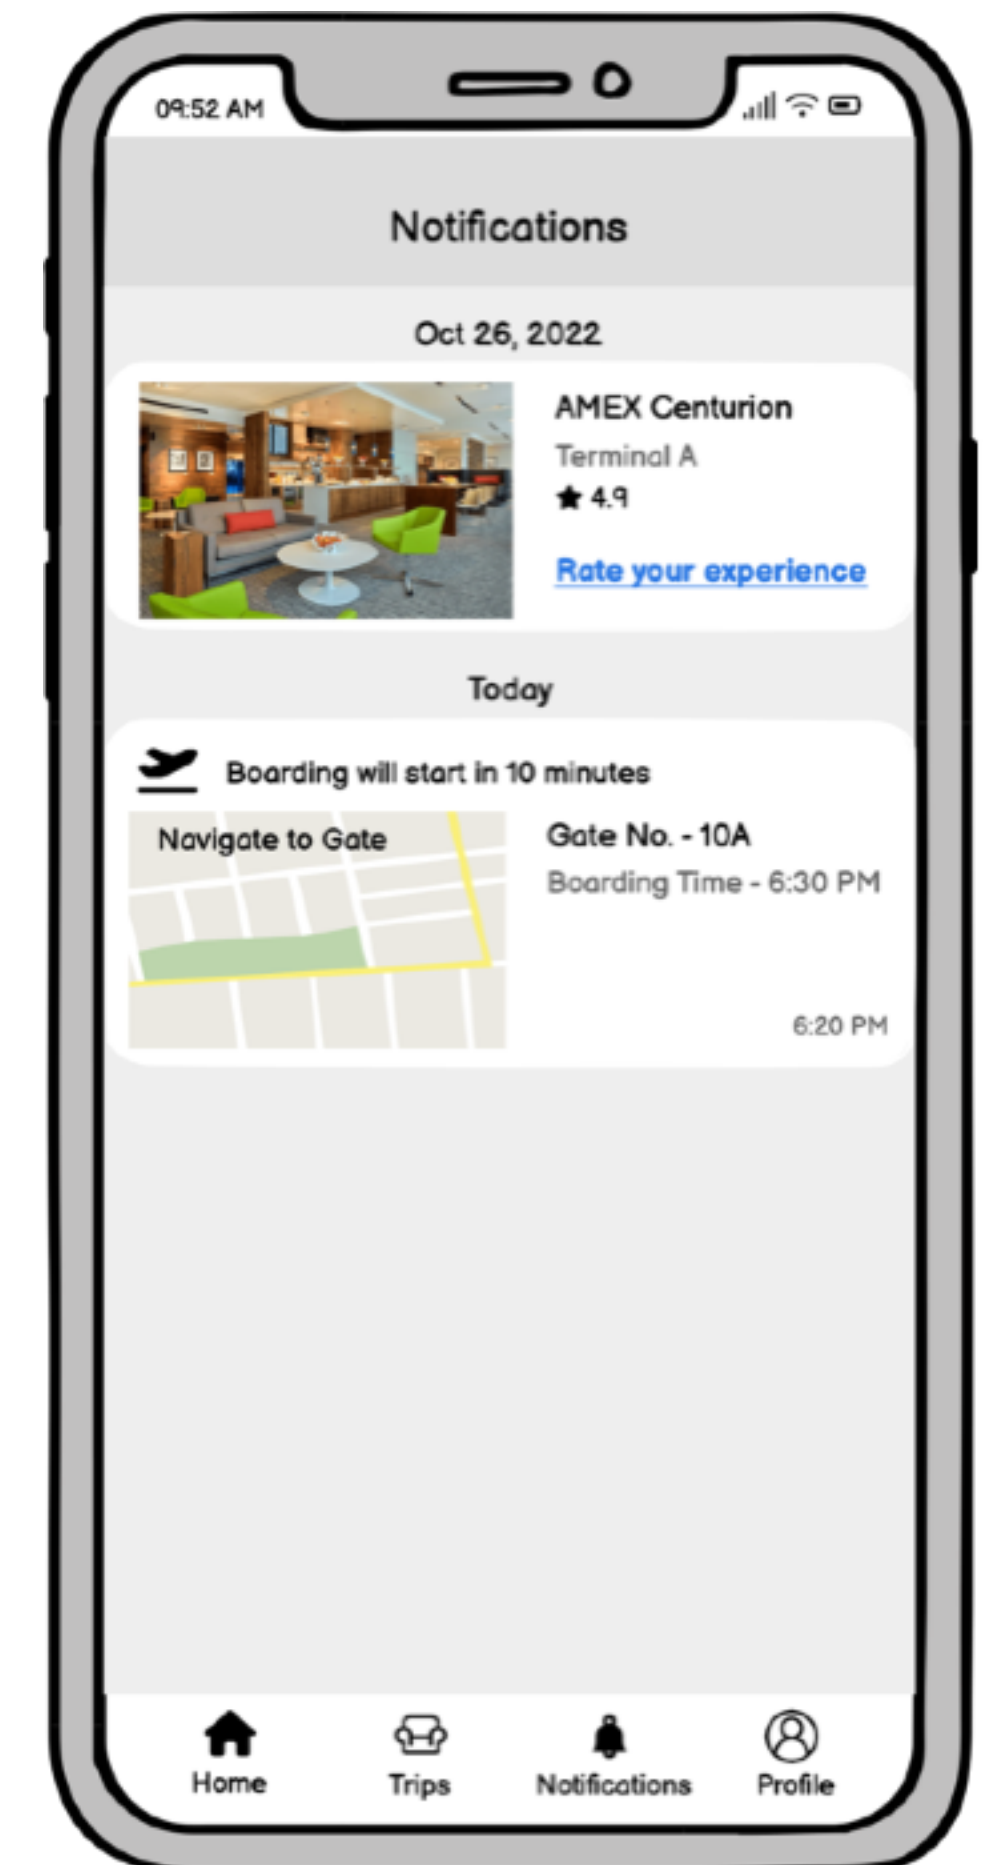 09:52 AM
Notifications
Oct 26, 2022
AMEX Centurion
Terminal A
★ 4.9
Rate your experience
Today
Boarding will start in 10 minutes
Navigate to Gate
Gate No. - 10A
Boarding Time - 6:30 PM
6:20 PM
Home
Trips
Notifications
Profile